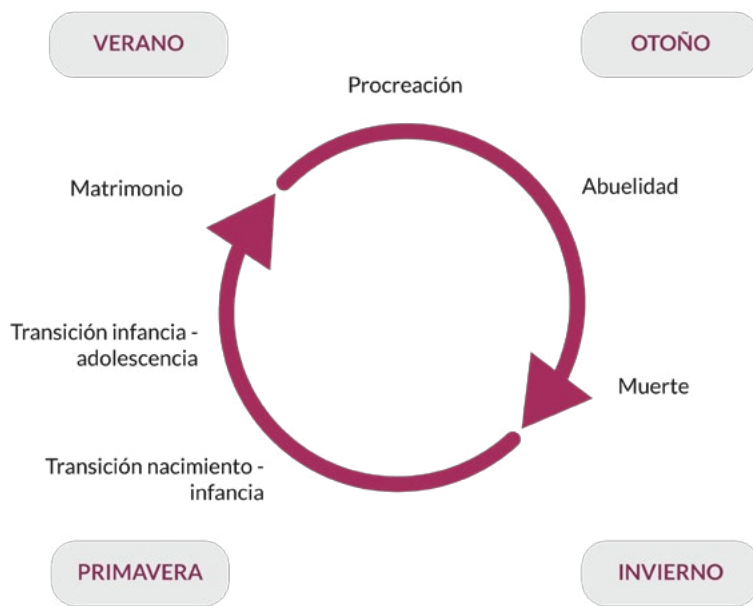 VERANO
OTOÑO
Procreación
Matrimonio
Abuelidad
Transición infancia -
adolescencia
Muerte
Transición nacimiento -
infancia
PRIMAVERA
INVIERNO